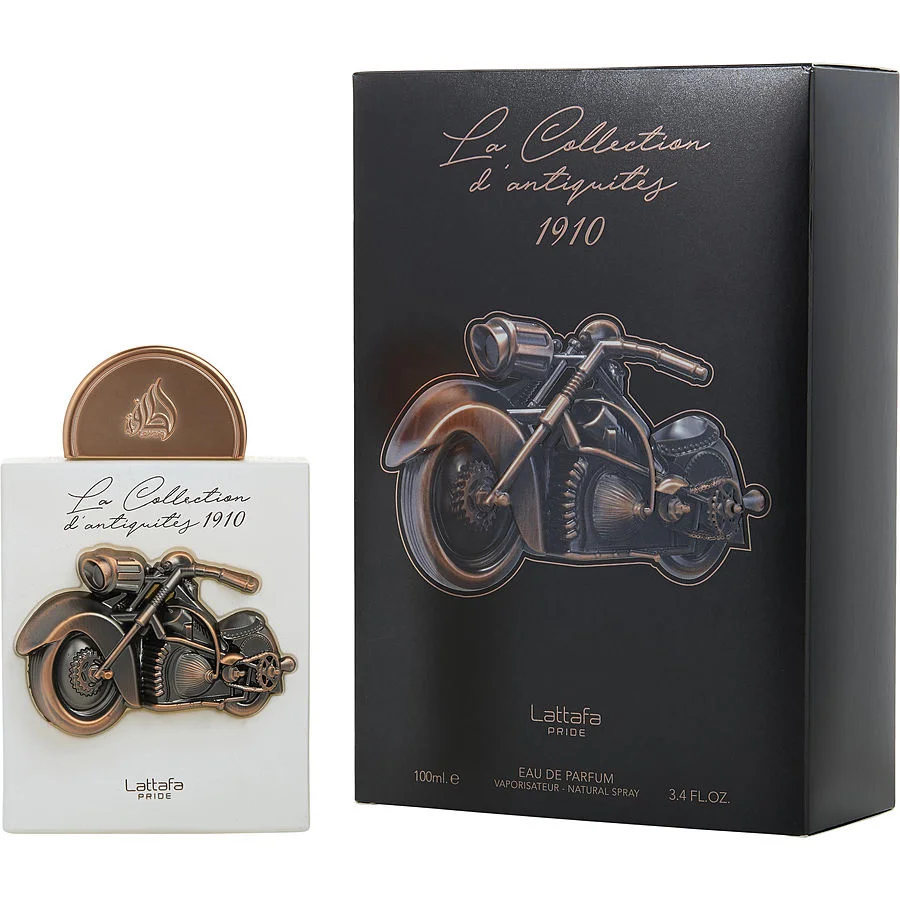 La Collection
d'antiquités
1910
Lattafa
PRIDE
100ml. e
EAU DE PARFUM
VAPORISATEUR - NATURAL SPRAY
3.4 FL.OZ.
La Collection
d'antiquités 1910
Lattafa
PRIDE